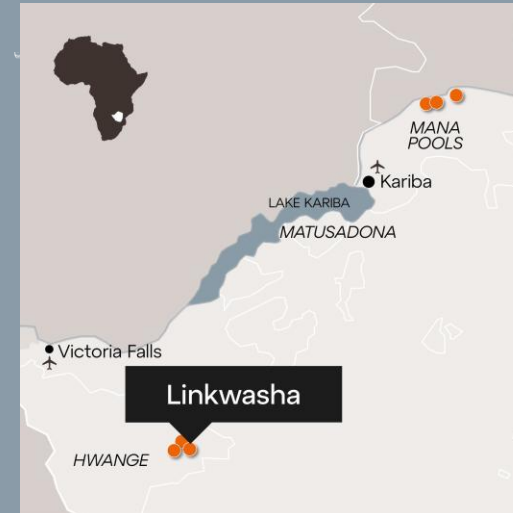 MANA
POOLS
Kariba
LAKE KARIBA
MATUSADONA
Victoria Falls
Linkwasha
HWANGE